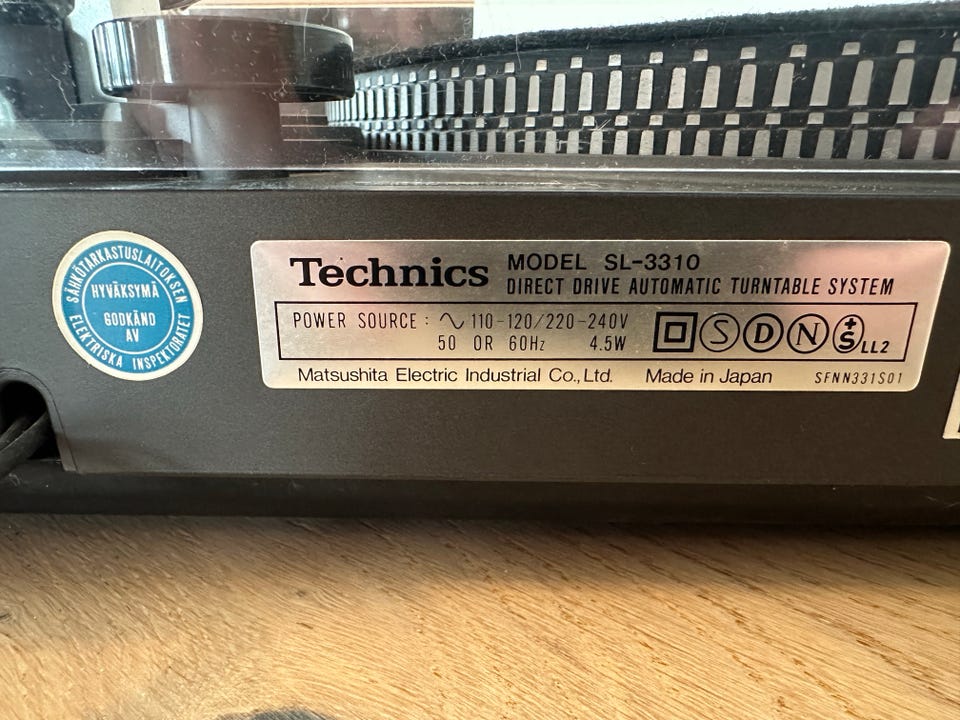 SÄHKÖTARKASTUSLAITOKSEN
HYVÄKSYMÄ
GODKÄND
AV
ELEKTRISKA INSPEKTORATET
Technics MODEL SL-3310
DIRECT DRIVE AUTOMATIC TURNTABLE SYSTEM
POWER SOURCE : ∿ 110-120/220-240V
50 OR 60Hz 4.5W
S D N +S LL2
Matsushita Electric Industrial Co., Ltd. Made in Japan SFNN331S01